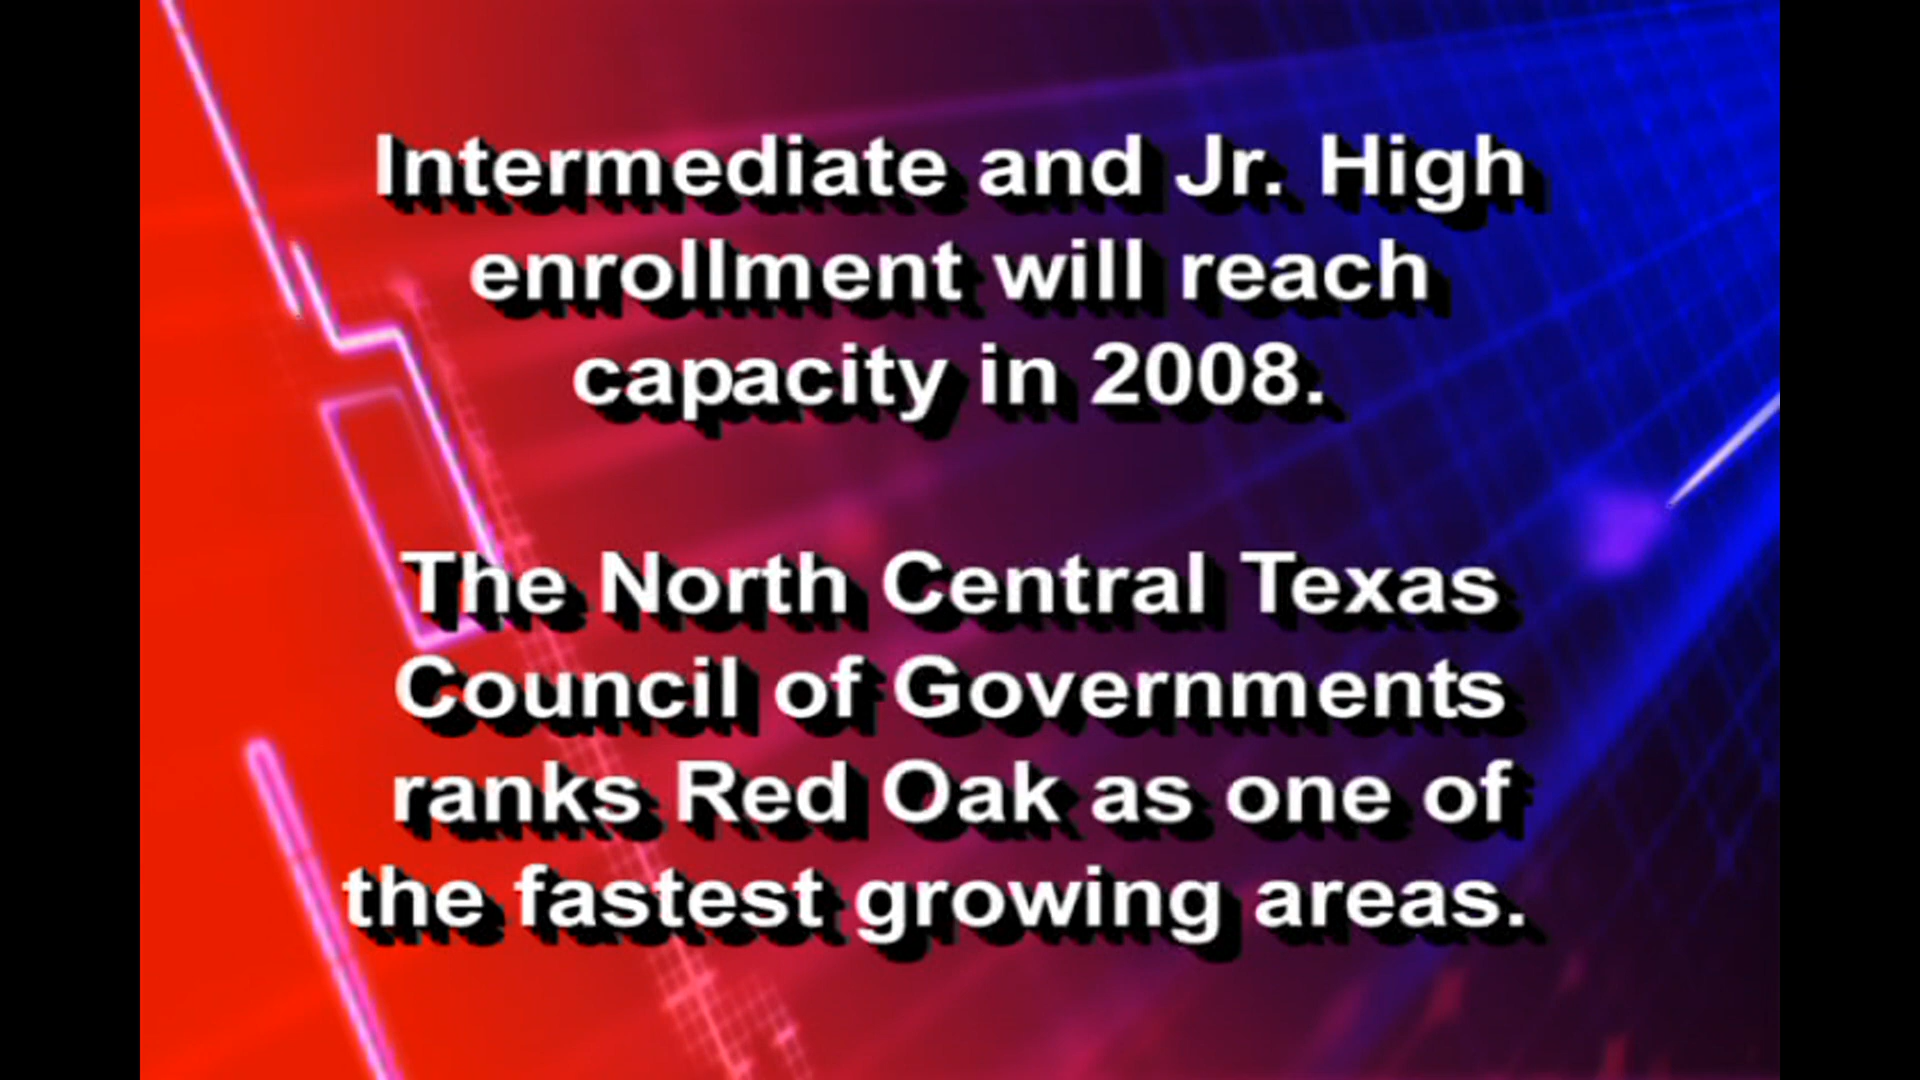 Intermediate and Jr. High
enrollment will reach
capacity in 2008.
The North Central Texas
Council of Governments
ranks Red Oak as one of
the fastest growing areas.